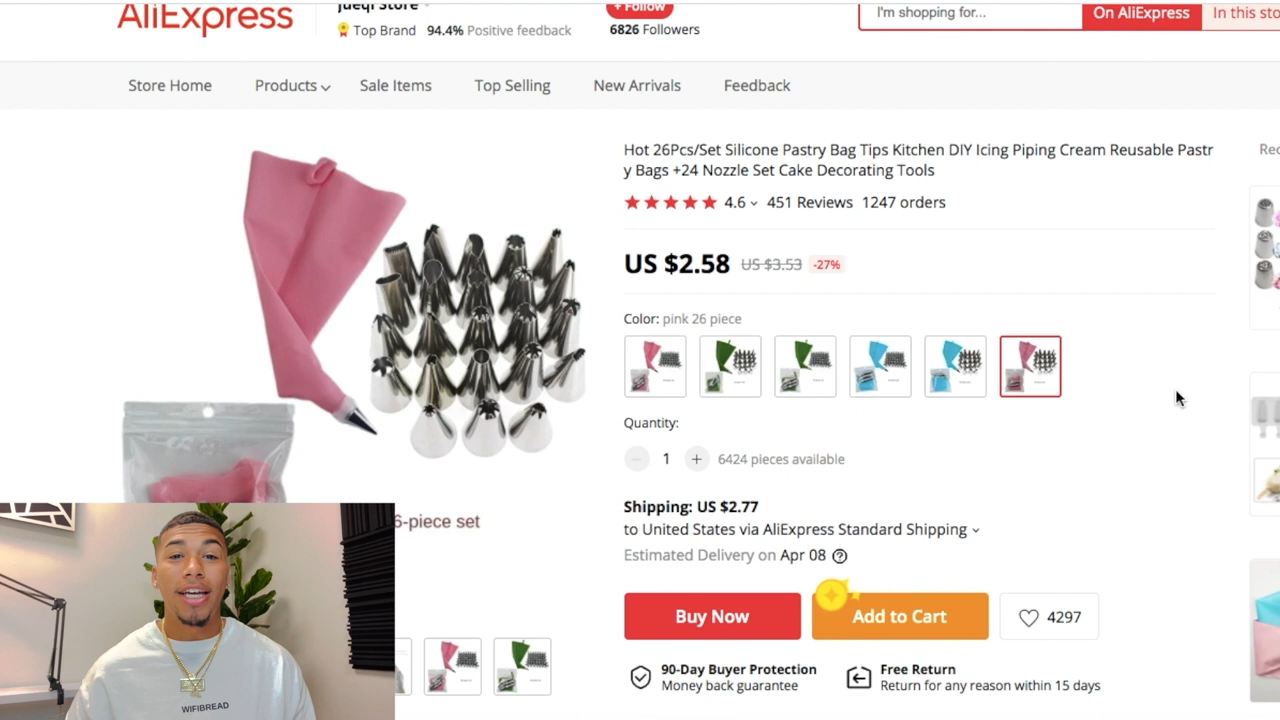 AliExpress
jueqi Store
Top Brand 94.4% Positive feedback
+ Follow
6826 Followers
I'm shopping for...
On AliExpress
In this sto
Store Home
Products
Sale Items
Top Selling
New Arrivals
Feedback
Hot 26Pcs/Set Silicone Pastry Bag Tips Kitchen DIY Icing Piping Cream Reusable Pastr
y Bags +24 Nozzle Set Cake Decorating Tools
4.6 451 Reviews 1247 orders
US $2.58 US $3.53 -27%
Color: pink 26 piece
Quantity:
1 6424 pieces available
Shipping: US $2.77
to United States via AliExpress Standard Shipping
Estimated Delivery on Apr 08
Buy Now
Add to Cart
4297
90-Day Buyer Protection
Money back guarantee
Free Return
Return for any reason within 15 days
Rec
6-piece set
WIFIBREAD